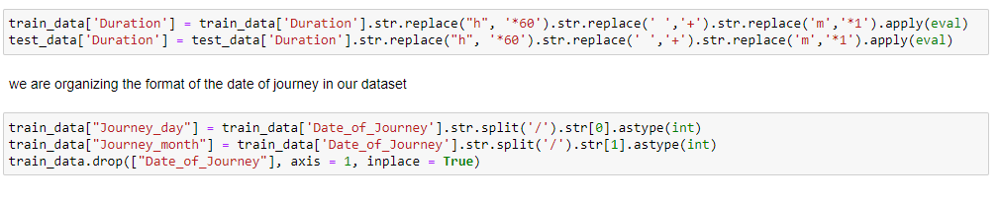 train_data['Duration'] = train_data['Duration'].str.replace("h", '*60').str.replace(' ','+').str.replace('m','*1').apply(eval)
test_data['Duration'] = test_data['Duration'].str.replace("h", '*60').str.replace(' ','+').str.replace('m','*1').apply(eval)
we are organizing the format of the date of journey in our dataset
train_data["Journey_day"] = train_data['Date_of_Journey'].str.split('/').str[0].astype(int)
train_data["Journey_month"] = train_data['Date_of_Journey'].str.split('/').str[1].astype(int)
train_data.drop(["Date_of_Journey"], axis = 1, inplace = True)